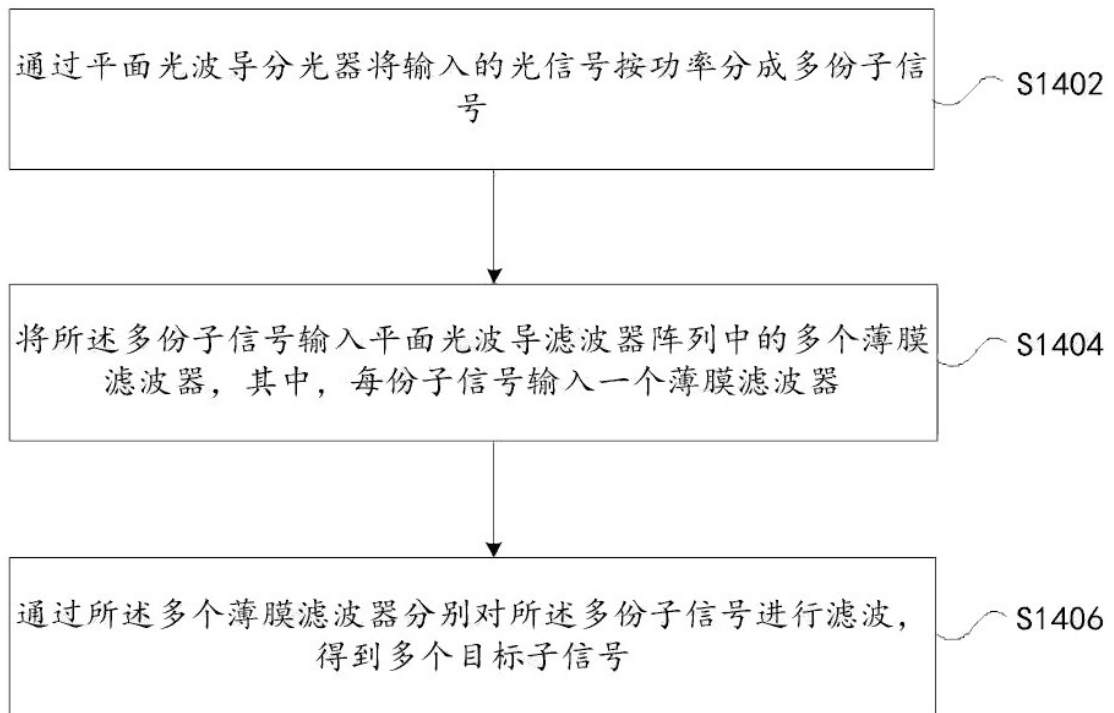 通过平面光波导分光器将输入的光信号按功率分成多份子信
号
S1402
将所述多份子信号输入平面光波导滤波器阵列中的多个薄膜
滤波器，其中，每份子信号输入一个薄膜滤波器
S1404
通过所述多个薄膜滤波器分别对所述多份子信号进行滤波，
得到多个目标子信号
S1406